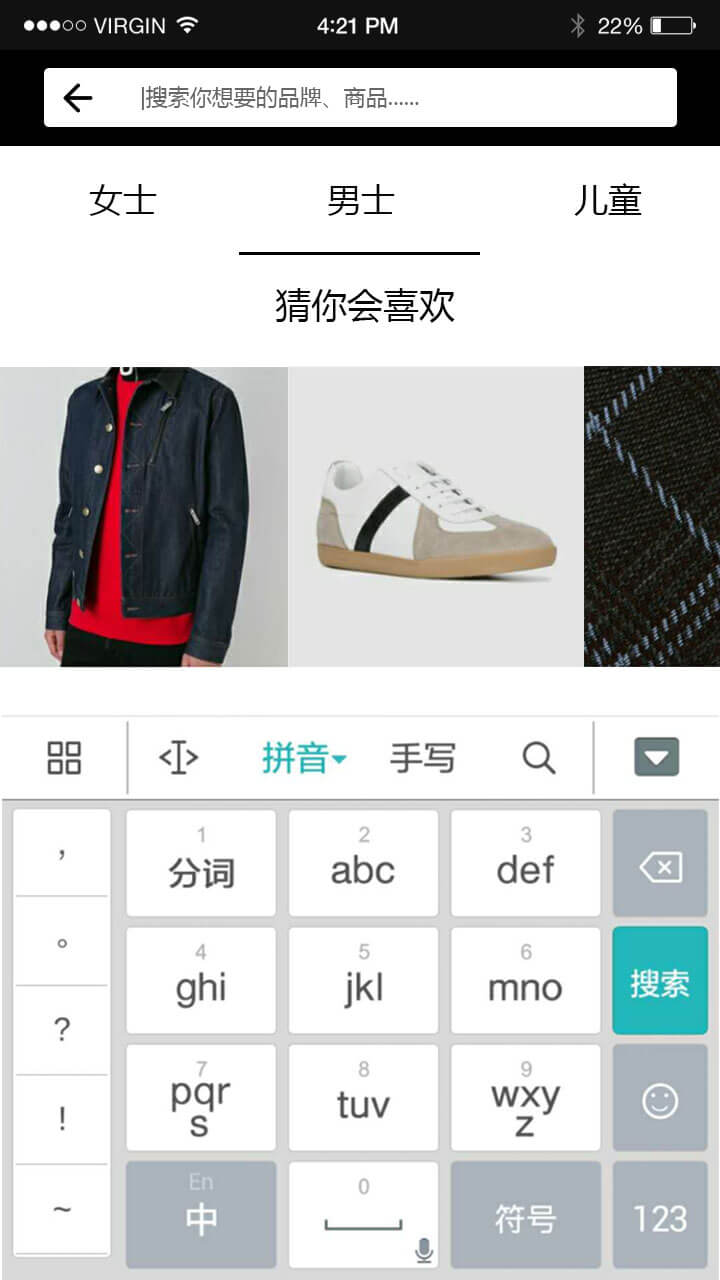 VIRGIN 4:21 PM 22%
搜索你想要的品牌、商品......
女士 男士 儿童
猜你会喜欢
拼音 手写
, 1 2 3
分词 abc def
。 4 5 6
ghi jkl mno 搜索
? 7 8 9
pqrs tuv wxyz
!
~ En 0
中 符号 123